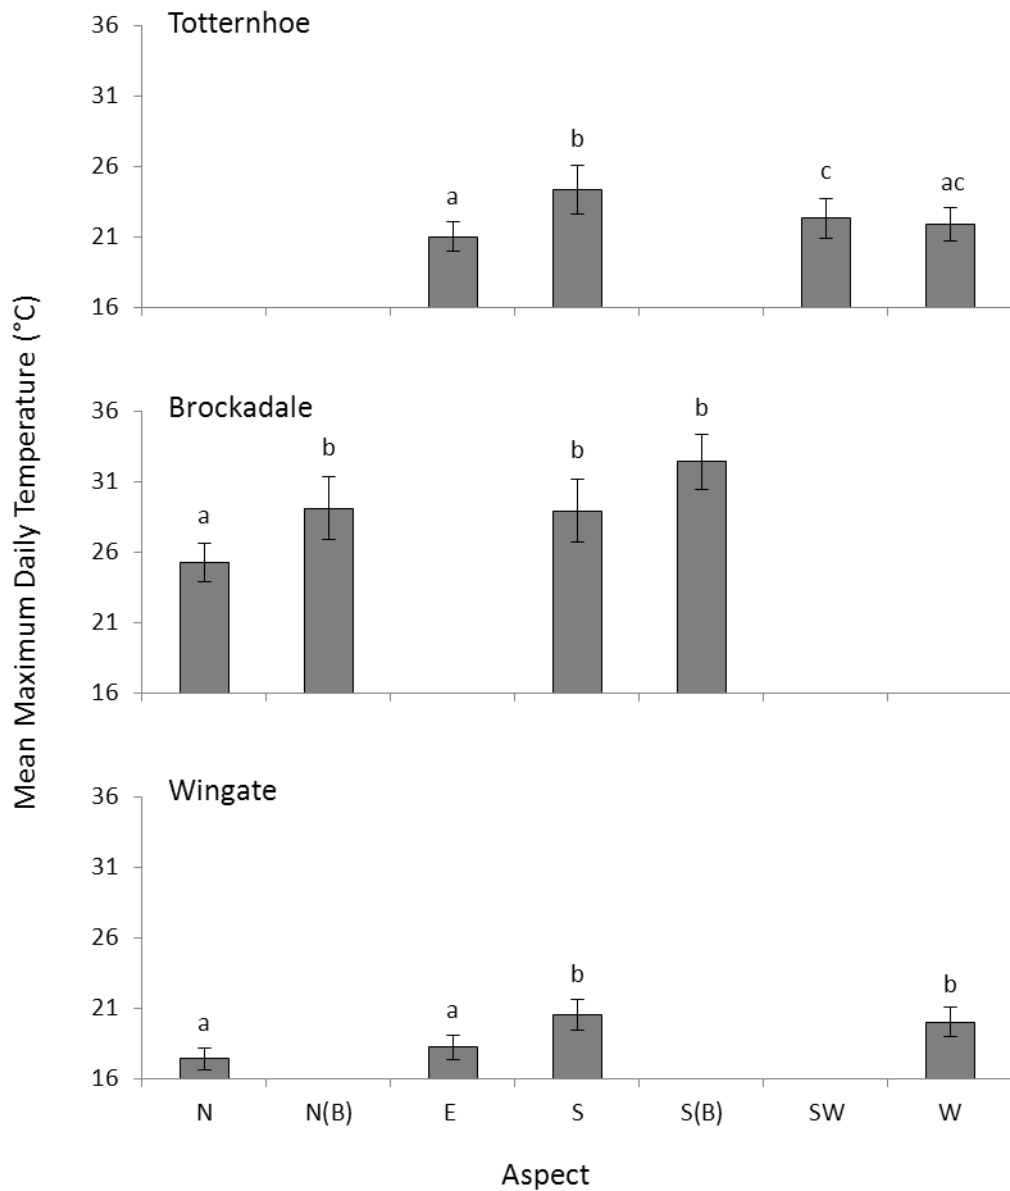 Mean Maximum Daily Temperature (°C)
Totternhoe
36
31
26
21
16
a
b
c
ac
Brockadale
36
31
26
21
16
a
b
b
b
Wingate
36
31
26
21
16
a
a
b
b
N N(B) E S S(B) SW W
Aspect